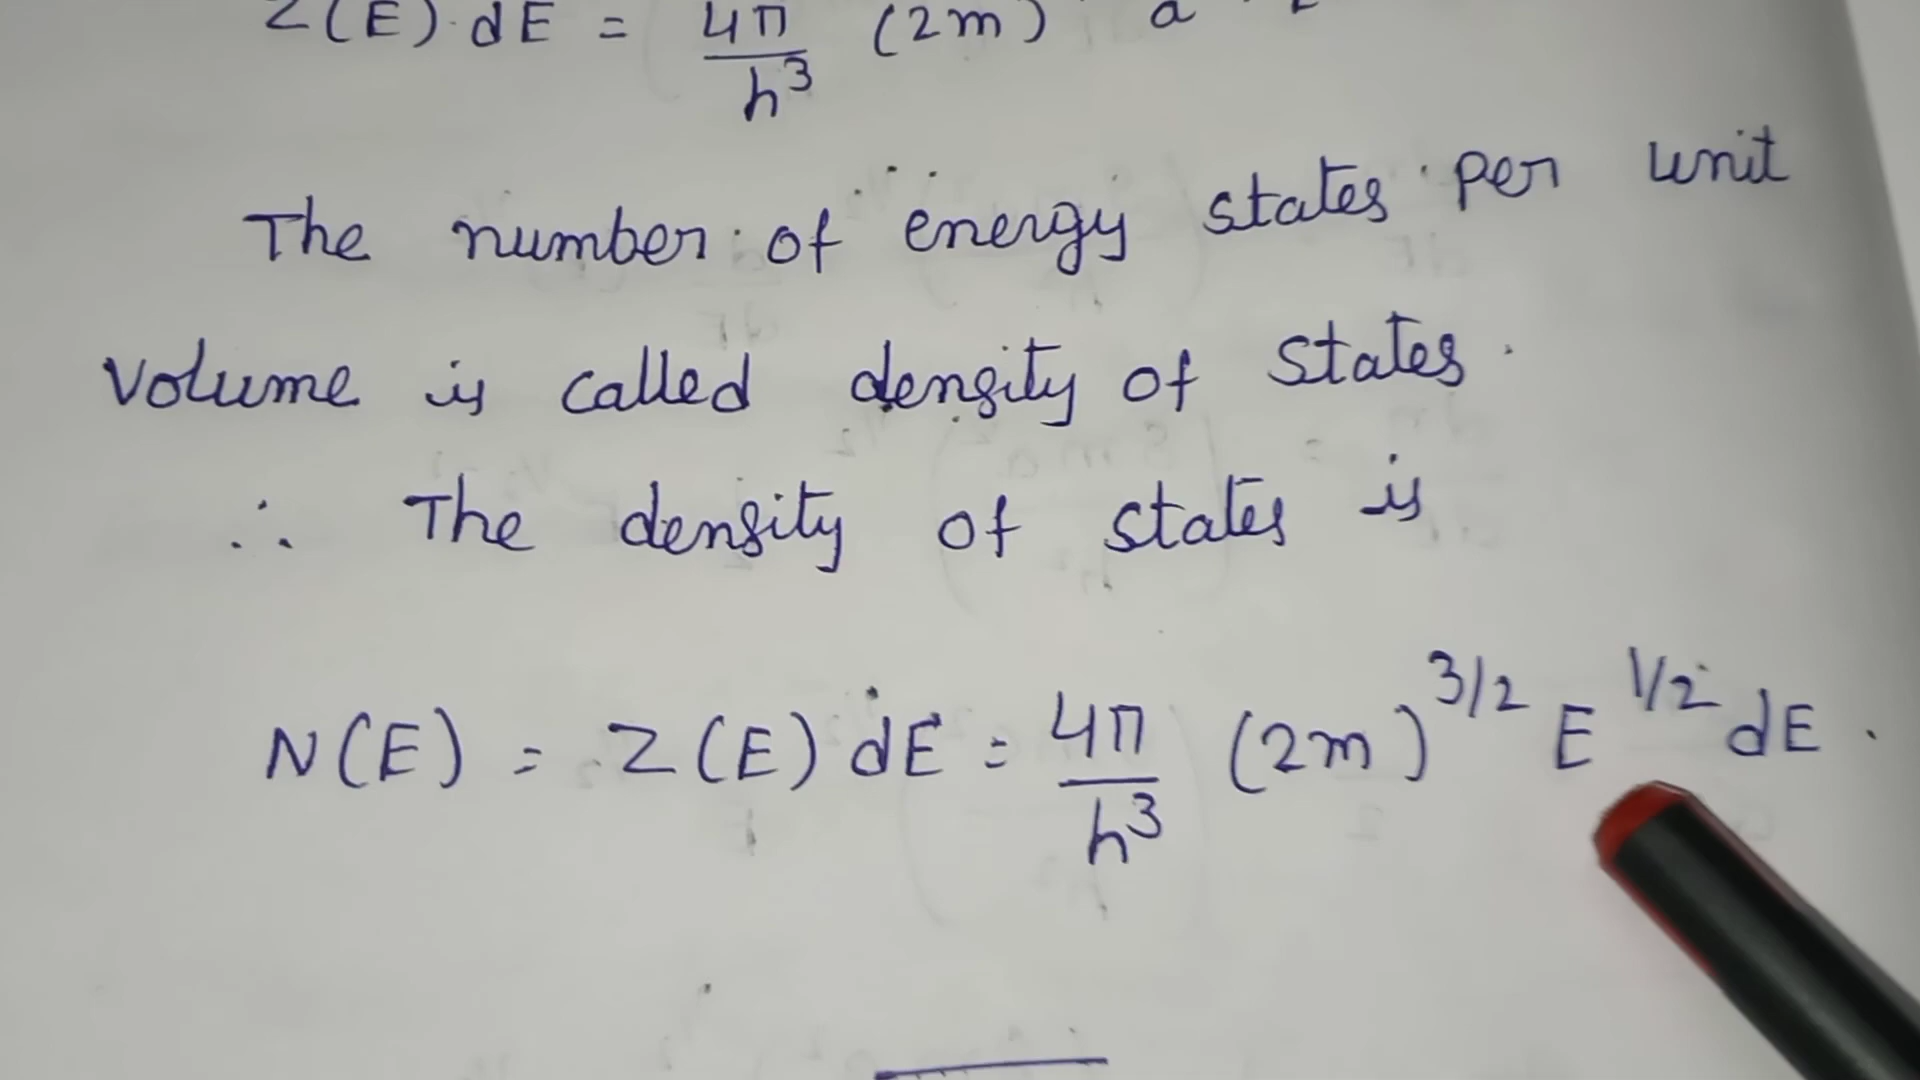 Z(E) dE = 4π/h³ (2m) a
The number of energy states per unit
volume is called density of states.
∴ The density of states is
N(E) = Z(E) dE = 4π/h³ (2m)^3/2 E^1/2 dE.